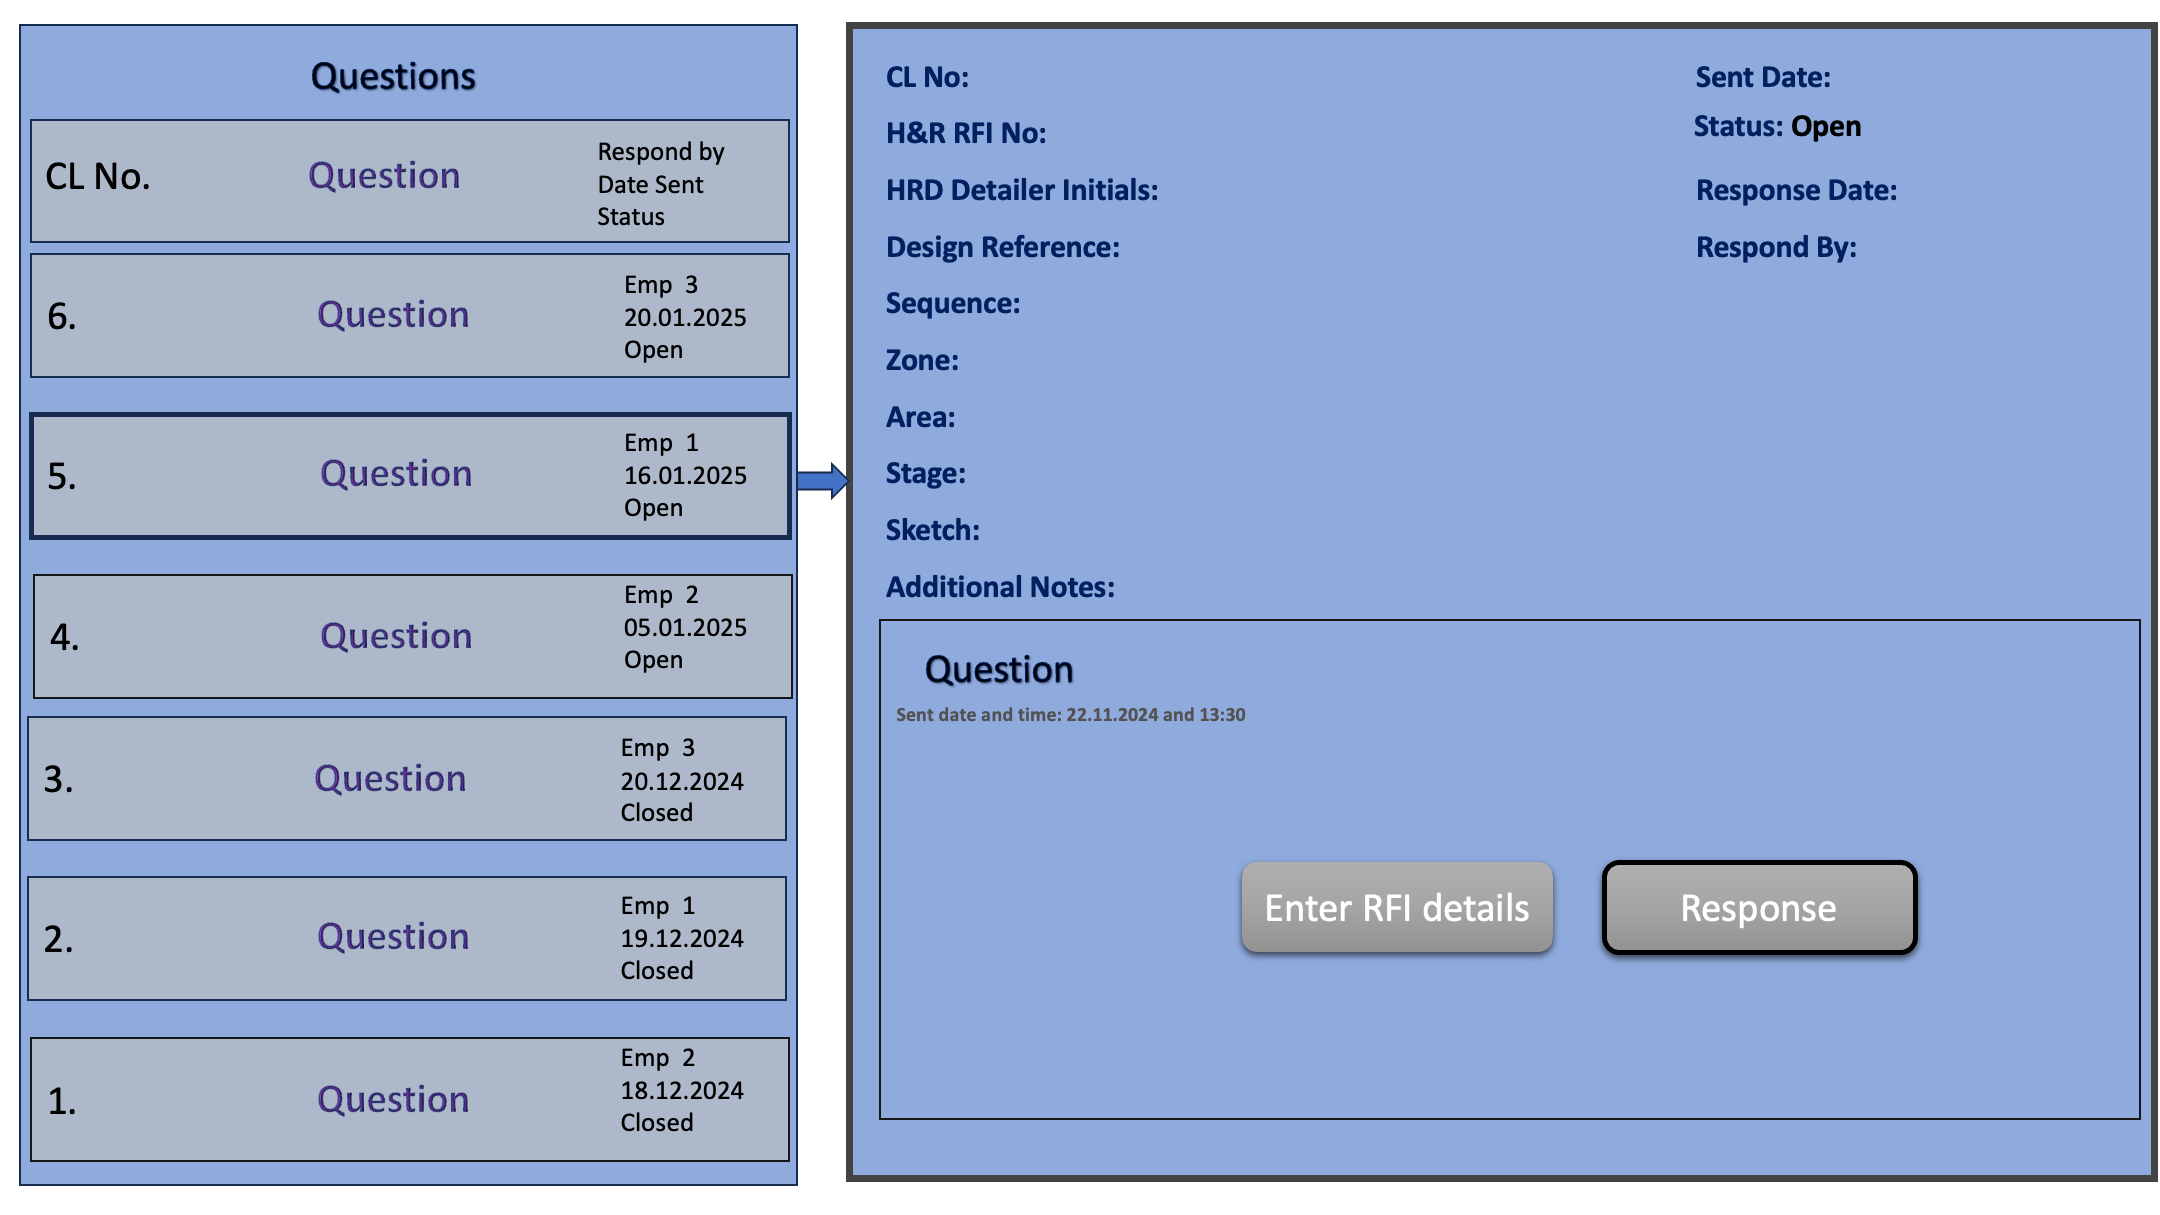 Questions
CL No.
Question
Respond by
Date Sent
Status
6.
Question
Emp 3
20.01.2025
Open
5.
Question
Emp 1
16.01.2025
Open
4.
Question
Emp 2
05.01.2025
Open
3.
Question
Emp 3
20.12.2024
Closed
2.
Question
Emp 1
19.12.2024
Closed
1.
Question
Emp 2
18.12.2024
Closed
CL No:
H&R RFI No:
HRD Detailer Initials:
Design Reference:
Sequence:
Zone:
Area:
Stage:
Sketch:
Additional Notes:
Sent Date:
Status: Open
Response Date:
Respond By:
Question
Sent date and time: 22.11.2024 and 13:30
Enter RFI details
Response